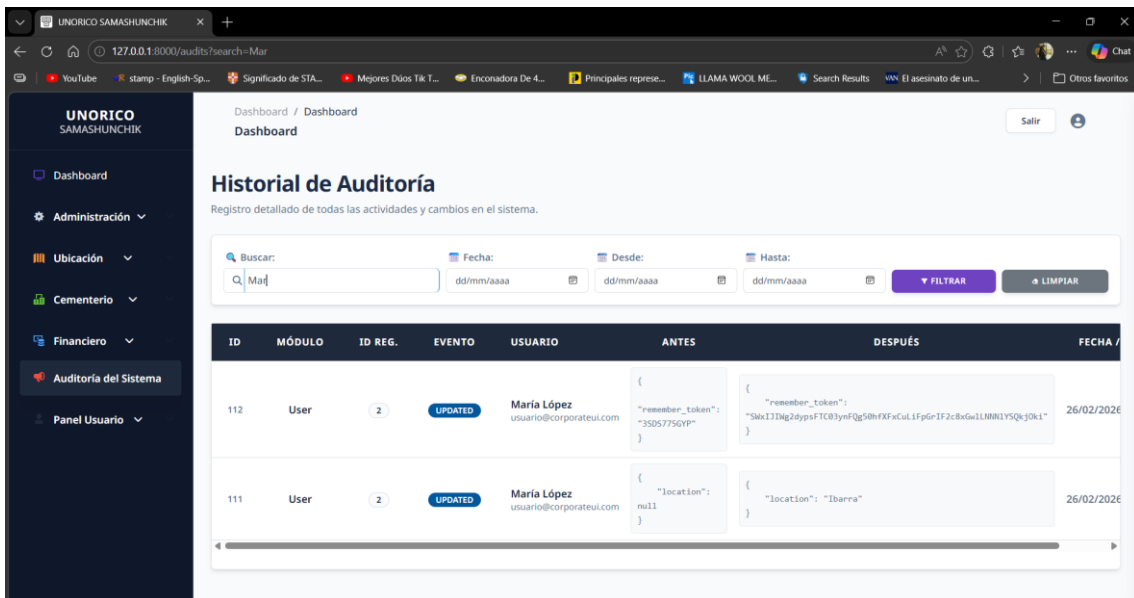 UNORICO SAMASHUNCHIK
127.0.0.1:8000/audits?search=Mar
Chat
YouTube
stamp - English-Sp...
Significado de STA...
Mejores Dúos Tik T...
Enconadora De 4...
Principales represe...
LLAMA WOOL ME...
Search Results
VAN El asesinato de un...
Otros favoritos
UNORICO
SAMASHUNCHIK
Dashboard
Administración
Ubicación
Cementerio
Financiero
Auditoría del Sistema
Panel Usuario
Dashboard / Dashboard
Dashboard
Salir
Historial de Auditoría
Registro detallado de todas las actividades y cambios en el sistema.
Buscar: Fecha: Desde: Hasta:
Mar dd/mm/aaaa dd/mm/aaaa dd/mm/aaaa FILTRAR LIMPIAR
ID MÓDULO ID REG. EVENTO USUARIO ANTES DESPUÉS FECHA /
112 User 2 UPDATED María López usuario@corporateui.com
{
"remember_token":
"3SDS77SGYP"
}
{
"remember_token":
}
26/02/2026
111 User 2 UPDATED María López usuario@corporateui.com
{
"location":
null
}
{
"location": "Ibarra"
}
26/02/2026